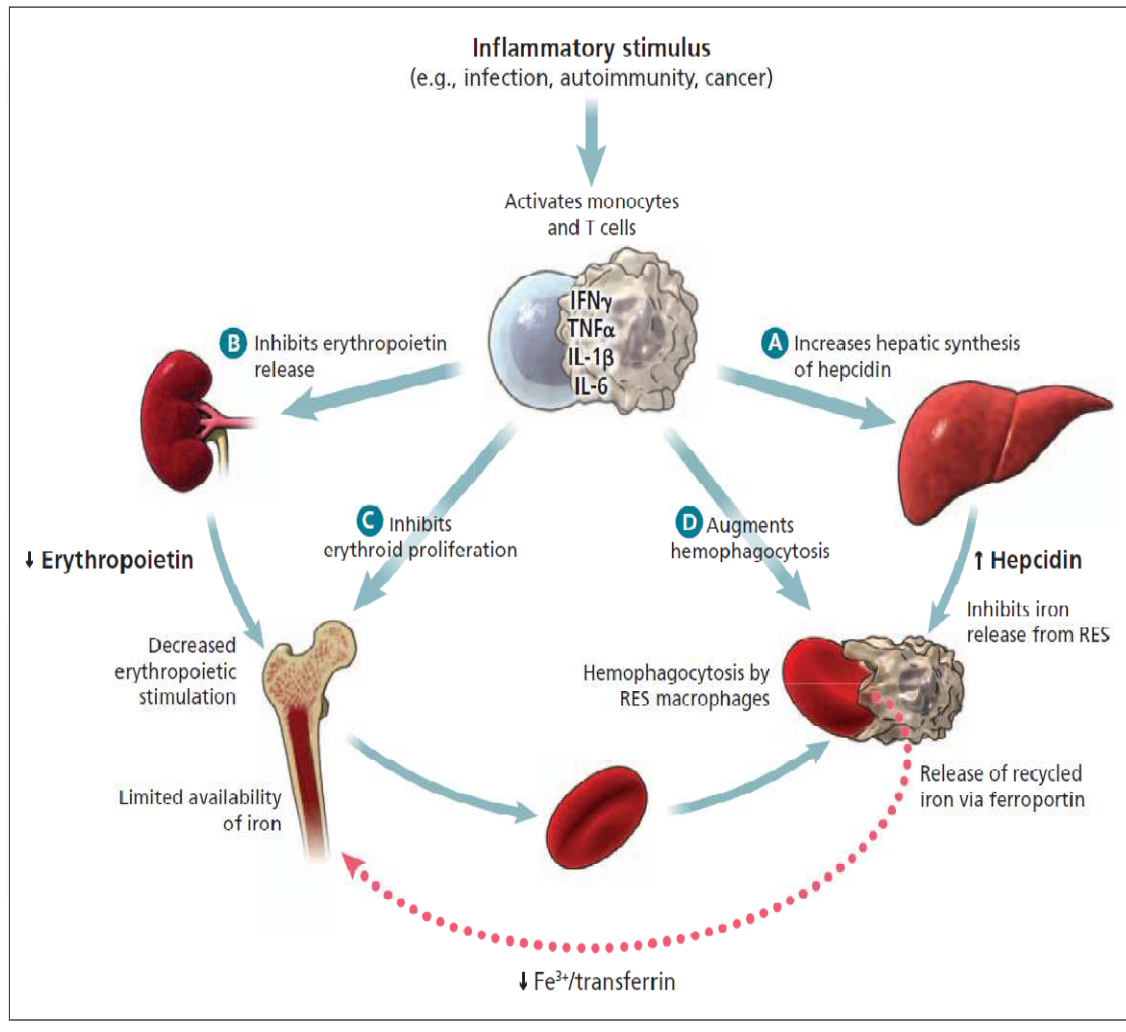 Inflammatory stimulus
(e.g., infection, autoimmunity, cancer)
Activates monocytes
and T cells
IFNγ
TNFα
IL-1β
IL-6
B Inhibits erythropoietin
release
A Increases hepatic synthesis
of hepcidin
C Inhibits
erythroid proliferation
D Augments
hemophagocytosis
↓ Erythropoietin
↑ Hepcidin
Inhibits iron
release from RES
Decreased
erythropoietic
stimulation
Hemophagocytosis by
RES macrophages
Limited availability
of iron
Release of recycled
iron via ferroportin
↓ Fe³⁺/transferrin